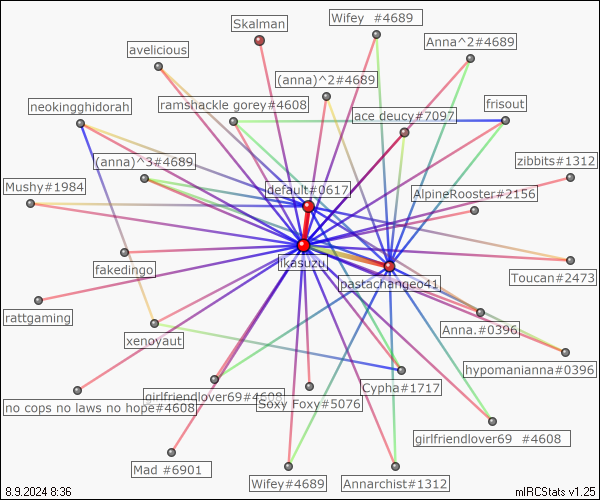 Wifey  #4689
Skalman
Anna^2#4689
avelicious
(anna)^2#4689
neokingghidorah
ramshackle gorey#4608
frisout
ace deucy#7097
(anna)^3#4689
zibbits#1312
Mushy#1984
default#0617
AlpineRooster#2156
fakedingo
ikasuzu
Toucan#2473
pastachangeo41
rattgaming
Anna.#0396
xenoyaut
hypomanianna#0396
Cypha#1717
girlfriendlover69#4608
no cops no laws no hope#4608
Soxy Foxy#5076
girlfriendlover69  #4608
Mad #6901
Wifey#4689
Annarchist#1312
8.9.2024 8:36
mIRCStats v1.25